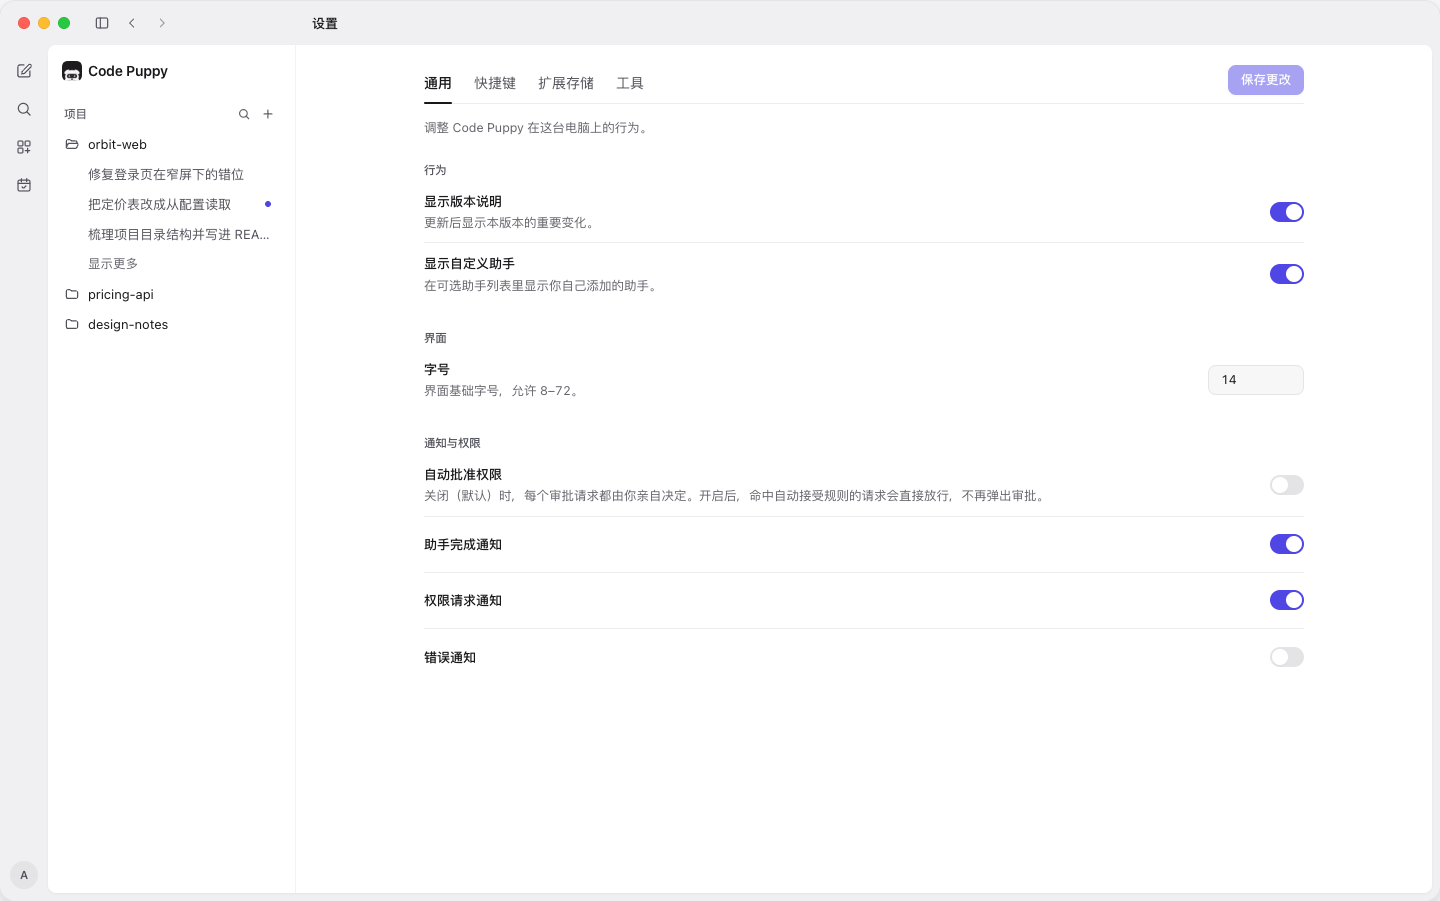 设置
Code Puppy
项目
orbit-web
修复登录页在窄屏下的错位
把定价表改成从配置读取
梳理项目目录结构并写进 REA...
显示更多
pricing-api
design-notes
A
通用 快捷键 扩展存储 工具
保存更改
调整 Code Puppy 在这台电脑上的行为。
行为
显示版本说明
更新后显示本版本的重要变化。
显示自定义助手
在可选助手列表里显示你自己添加的助手。
界面
字号
界面基础字号，允许 8–72。
14
通知与权限
自动批准权限
关闭（默认）时，每个审批请求都由你亲自决定。开启后，命中自动接受规则的请求会直接放行，不再弹出审批。
助手完成通知
权限请求通知
错误通知